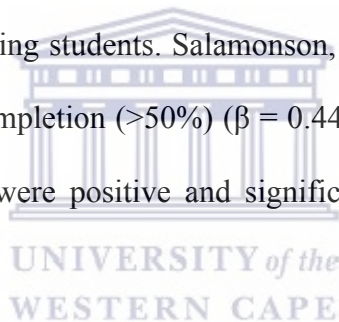 ing students. Salamonson,
mpletion (>50%) (β = 0.44
were positive and signific
UNIVERSITY of the
WESTERN CAPE